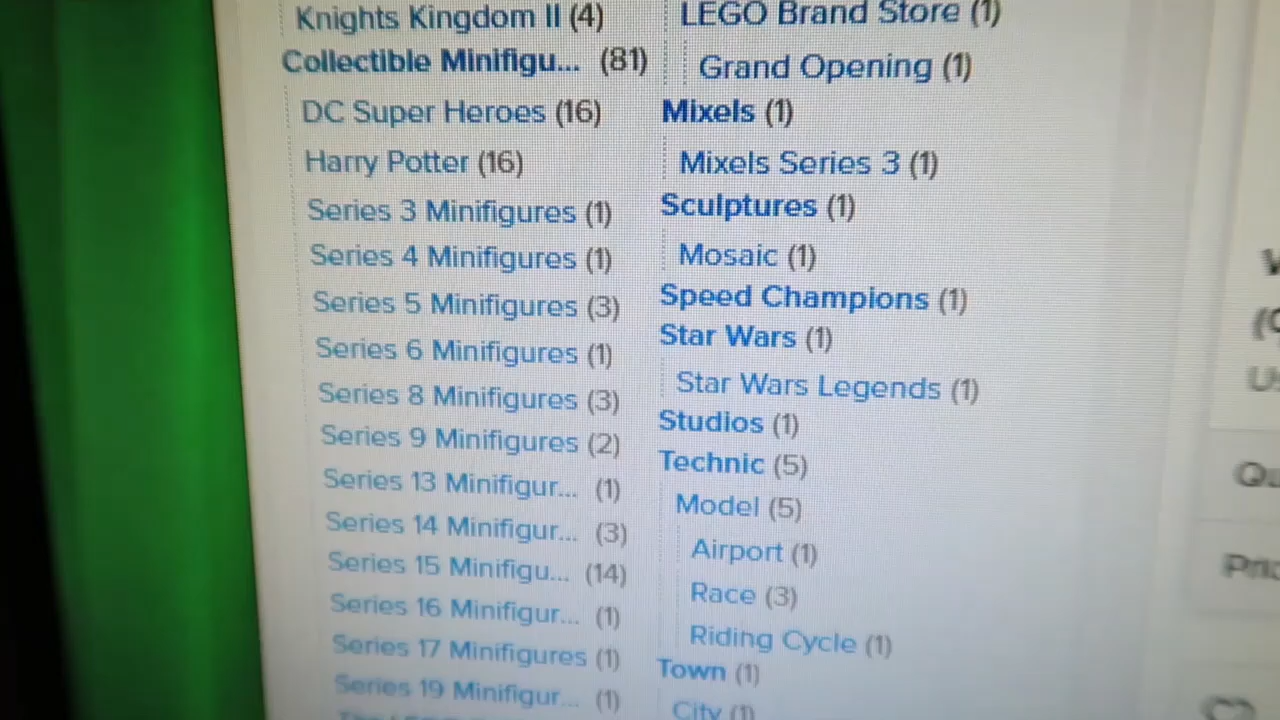 Knights Kingdom II (4)
Collectible Minifigu... (81)
DC Super Heroes (16)
Harry Potter (16)
Series 3 Minifigures (1)
Series 4 Minifigures (1)
Series 5 Minifigures (3)
Series 6 Minifigures (1)
Series 8 Minifigures (3)
Series 9 Minifigures (2)
Series 13 Minifigur... (1)
Series 14 Minifigur... (3)
Series 15 Minifigu... (14)
Series 16 Minifigur... (1)
Series 17 Minifigures (1)
Series 19 Minifigur... (1)
LEGO Brand Store (1)
Grand Opening (1)
Mixels (1)
Mixels Series 3 (1)
Sculptures (1)
Mosaic (1)
Speed Champions (1)
Star Wars (1)
Star Wars Legends (1)
Studios (1)
Technic (5)
Model (5)
Airport (1)
Race (3)
Riding Cycle (1)
Town (1)
City (1)